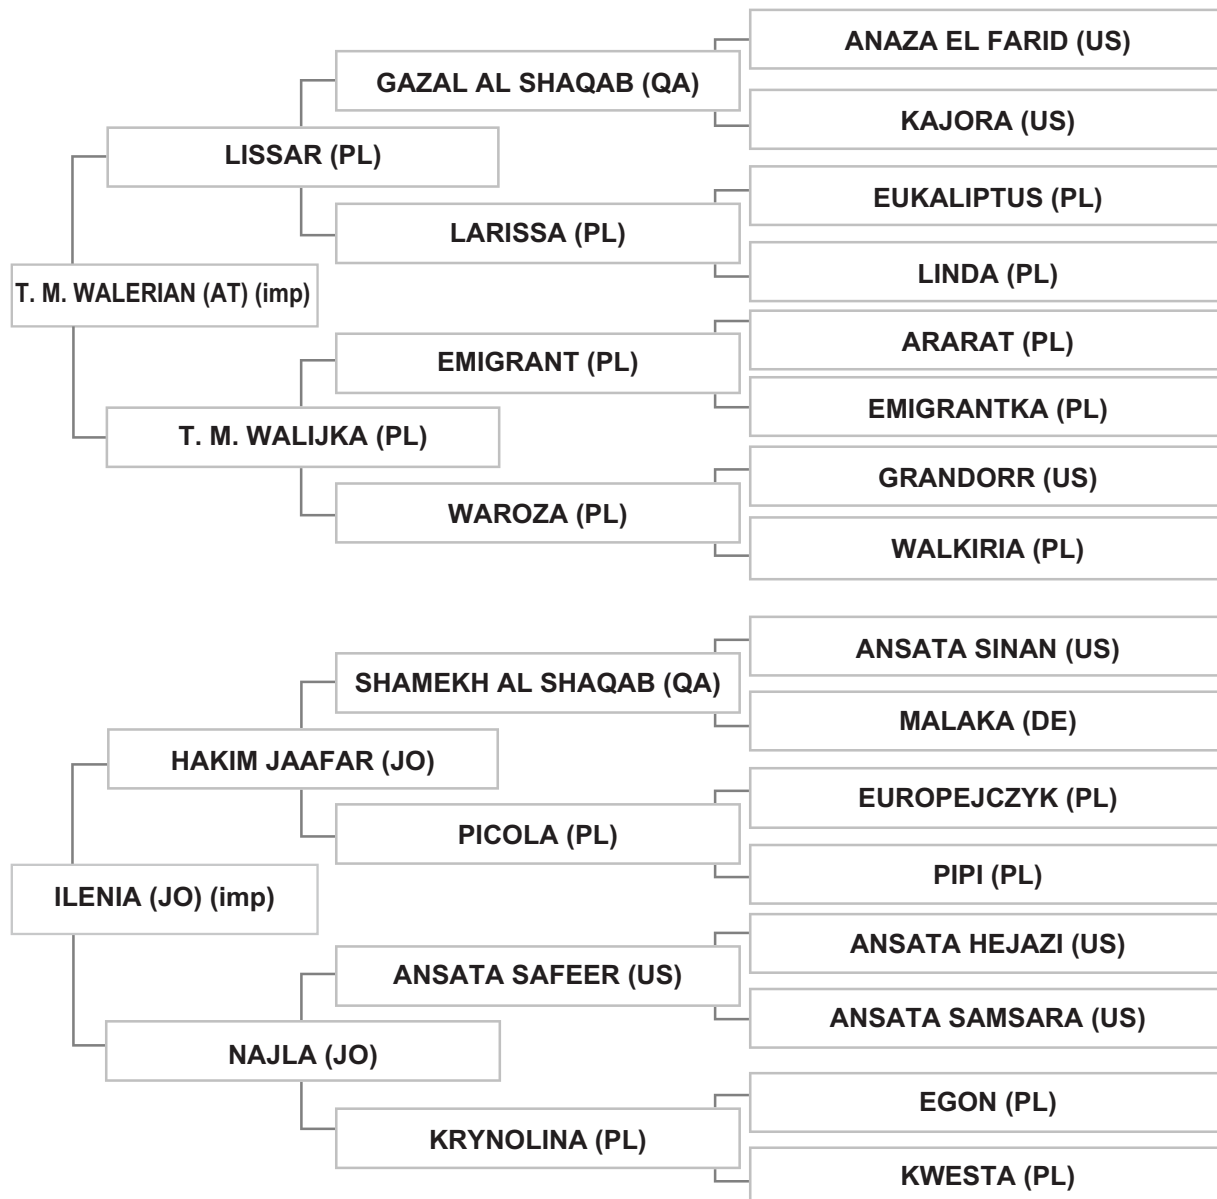 ANAZA EL FARID (US)
GAZAL AL SHAQAB (QA)
KAJORA (US)
LISSAR (PL)
EUKALIPTUS (PL)
LARISSA (PL)
LINDA (PL)
T. M. WALERIAN (AT) (imp)
ARARAT (PL)
EMIGRANT (PL)
EMIGRANTKA (PL)
T. M. WALIJKA (PL)
GRANDORR (US)
WAROZA (PL)
WALKIRIA (PL)
ANSATA SINAN (US)
SHAMEKH AL SHAQAB (QA)
MALAKA (DE)
HAKIM JAAFAR (JO)
EUROPEJCZYK (PL)
PICOLA (PL)
PIPI (PL)
ILENIA (JO) (imp)
ANSATA HEJAZI (US)
ANSATA SAFEER (US)
ANSATA SAMSARA (US)
NAJLA (JO)
EGON (PL)
KRYNOLINA (PL)
KWESTA (PL)